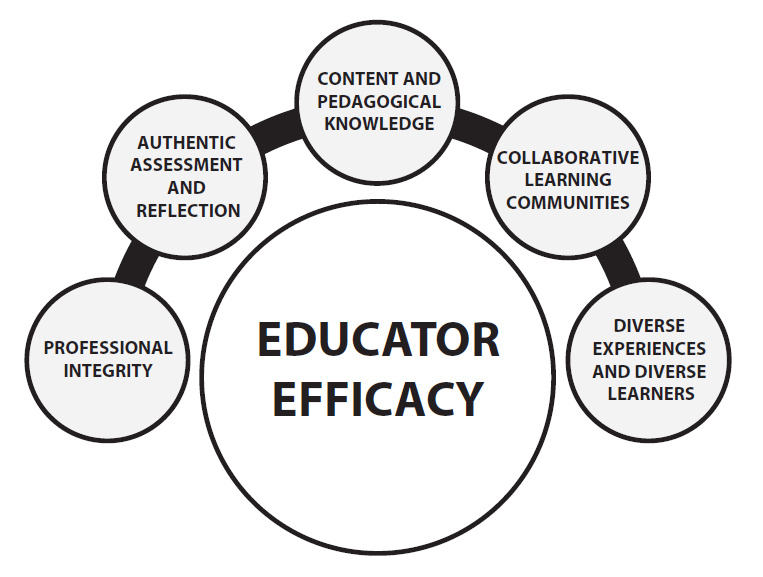 CONTENT AND
PEDAGOGICAL
KNOWLEDGE
AUTHENTIC
ASSESSMENT
AND
REFLECTION
COLLABORATIVE
LEARNING
COMMUNITIES
PROFESSIONAL
INTEGRITY
EDUCATOR
EFFICACY
DIVERSE
EXPERIENCES
AND DIVERSE
LEARNERS